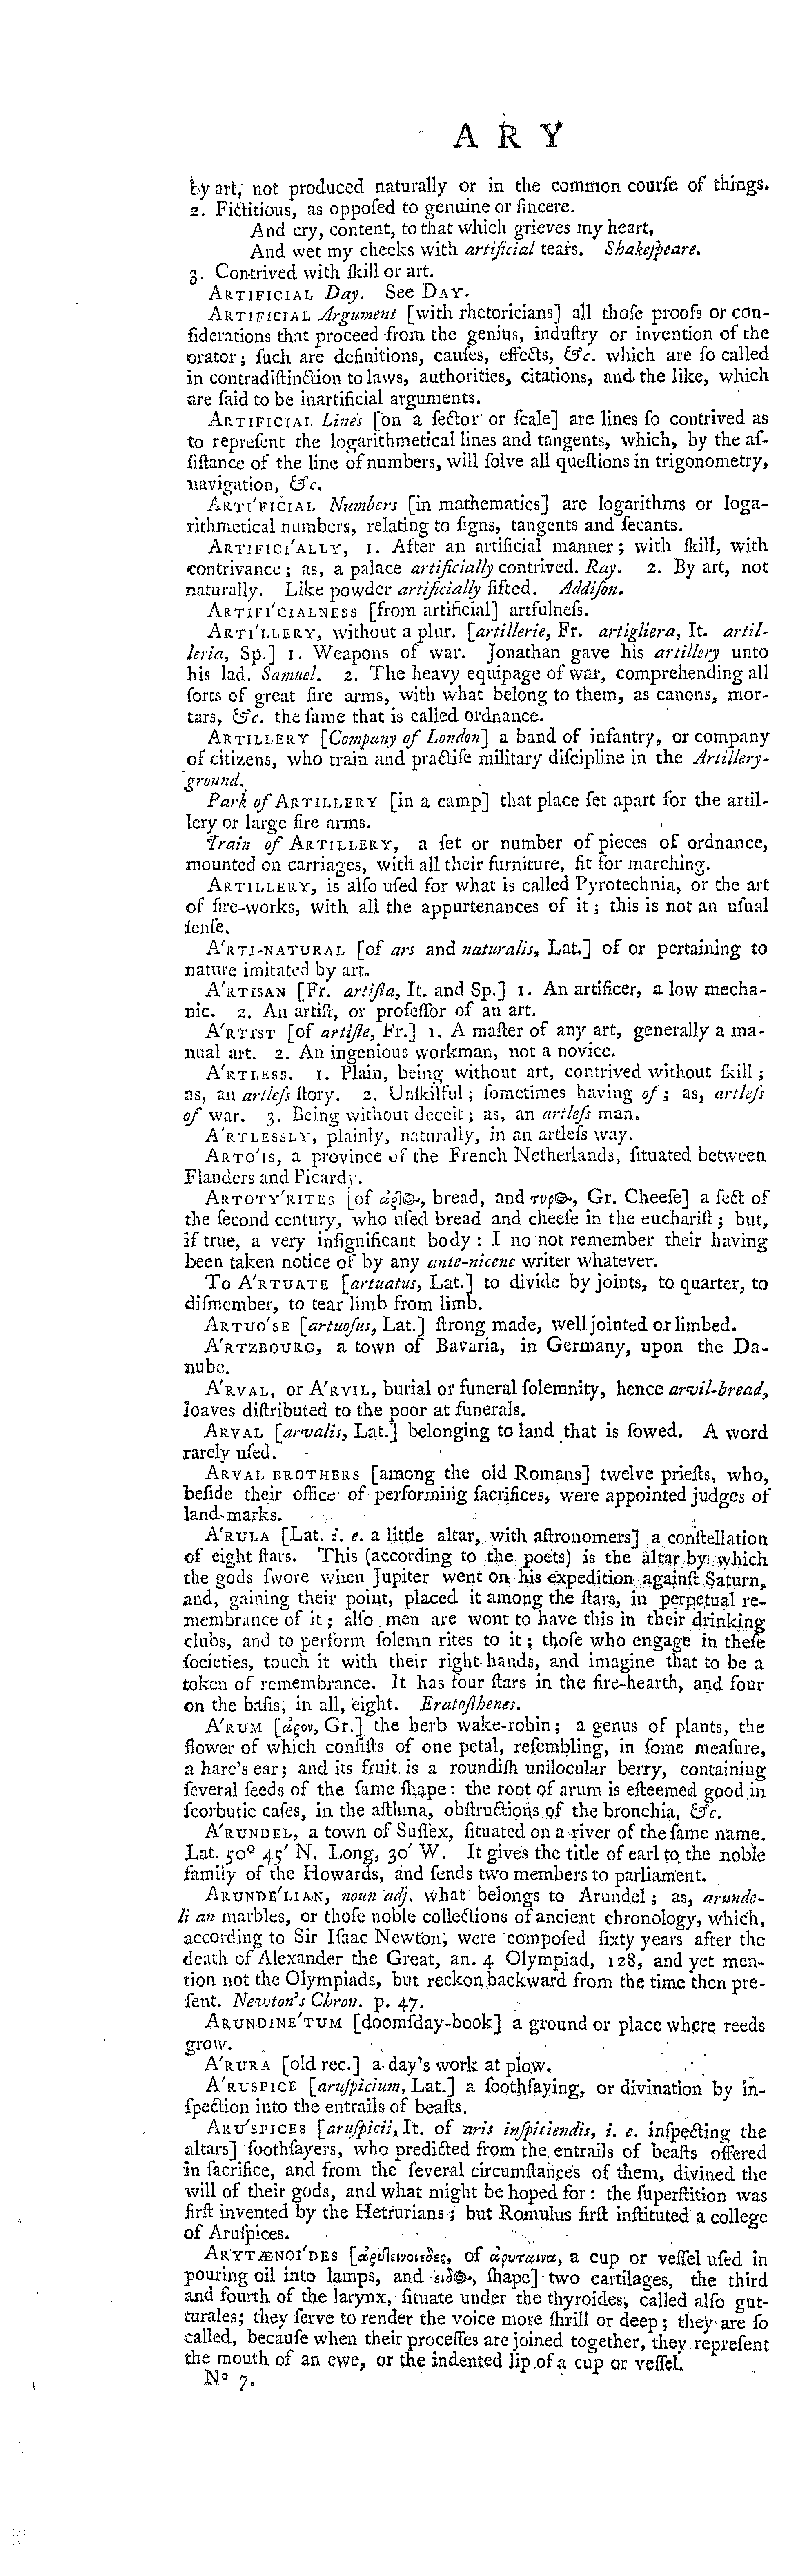 A R Y
by art, not produced naturally or in the common courſe of things.
2. Fictitious, as oppoſed to genuine or ſincere.
And cry, content, to that which grieves my heart,
And wet my cheeks with artificial tears. Shakeſpeare.
3. Contrived with ſkill or art.
ARTIFICIAL Day. See DAY.
ARTIFICIAL Argument [with rhetoricians] all thoſe proofs or con-
ſiderations that proceed from the genius, induſtry or invention of the
orator; ſuch are definitions, cauſes, effects, &c. which are ſo called
in contradiſtinction to laws, authorities, citations, and the like, which
are ſaid to be inartificial arguments.
ARTIFICIAL Lines [on a ſector or ſcale] are lines ſo contrived as
to repreſent the logarithmetical lines and tangents, which, by the aſ-
ſiſtance of the line of numbers, will ſolve all queſtions in trigonometry,
navigation, &c.
ARTI'FICIAL Numbers [in mathematics] are logarithms or loga-
rithmetical numbers, relating to ſigns, tangents and ſecants.
ARTIFICI'ALLY, 1. After an artificial manner; with ſkill, with
contrivance; as, a palace artificially contrived. Ray. 2. By art, not
naturally. Like powder artificially ſifted. Addiſon.
ARTIFI'CIALNESS [from artificial] artfulneſs.
ARTI'LLERY, without a plur. [artillerie, Fr. artigliera, It. artil-
leria, Sp.] 1. Weapons of war. Jonathan gave his artillery unto
his lad. Samuel. 2. The heavy equipage of war, comprehending all
ſorts of great fire arms, with what belong to them, as canons, mor-
tars, &c. the ſame that is called ordnance.
ARTILLERY [Company of London] a band of infantry, or company
of citizens, who train and practiſe military diſcipline in the Artillery-
ground.
Park of ARTILLERY [in a camp] that place ſet apart for the artil-
lery or large fire arms.
Train of ARTILLERY, a ſet or number of pieces of ordnance,
mounted on carriages, with all their furniture, fit for marching.
ARTILLERY, is alſo uſed for what is called Pyrotechnia, or the art
of fire-works, with all the appurtenances of it; this is not an uſual
ſenſe.
A'RTI-NATURAL [of ars and naturalis, Lat.] of or pertaining to
nature imitated by art.
A'RTISAN [Fr. artiſta, It. and Sp.] 1. An artificer, a low mecha-
nic. 2. An artiſt, or profeſſor of an art.
A'RTIST [of artiſte, Fr.] 1. A maſter of any art, generally a ma-
nual art. 2. An ingenious workman, not a novice.
A'RTLESS. 1. Plain, being without art, contrived without ſkill;
as, an artleſs ſtory. 2. Unſkilful; ſometimes having of; as, artleſs
of war. 3. Being without deceit; as, an artleſs man.
A'RTLESSLY, plainly, naturally, in an artleſs way.
ARTO'IS, a province of the French Netherlands, ſituated between
Flanders and Picardy.
ARTOTY'RITES [of ἀρ̃ῖ, bread, and τυρ, Gr. Cheeſe] a ſect of
the ſecond century, who uſed bread and cheeſe in the euchariſt; but,
if true, a very inſignificant body: I no not remember their having
been taken notice of by any ante-nicene writer whatever.
To A'RTUATE [artuatus, Lat.] to divide by joints, to quarter, to
diſmember, to tear limb from limb.
ARTUO'SE [artuoſus, Lat.] ſtrong made, well jointed or limbed.
A'RTZBOURG, a town of Bavaria, in Germany, upon the Da-
nube.
A'RVAL, or A'RVIL, burial or funeral ſolemnity, hence arvil-bread,
loaves diſtributed to the poor at funerals.
ARVAL [arvalis, Lat.] belonging to land that is ſowed. A word
rarely uſed.
ARVAL BROTHERS [among the old Romans] twelve prieſts, who,
beſide their office of performing ſacrifices, were appointed judges of
land-marks.
A'RULA [Lat. i. e. a little altar, with aſtronomers] a conſtellation
of eight ſtars. This (according to the poets) is the altar by which
the gods ſwore when Jupiter went on his expedition againſt Saturn,
and, gaining their point, placed it among the ſtars, in perpetual re-
membrance of it; alſo men are wont to have this in their drinking
clubs, and to perform ſolemn rites to it; thoſe who engage in theſe
ſocieties, touch it with their right-hands, and imagine that to be a
token of remembrance. It has four ſtars in the fire-hearth, and four
on the baſis, in all, eight. Eratoſthenes.
A'RUM [ἀρον, Gr.] the herb wake-robin; a genus of plants, the
flower of which conſiſts of one petal, reſembling, in ſome meaſure,
a hare's ear; and its fruit is a roundiſh unilocular berry, containing
ſeveral ſeeds of the ſame ſhape: the root of arum is eſteemed good in
ſcorbutic caſes, in the aſthma, obſtructions of the bronchia, &c.
A'RUNDEL, a town of Suſſex, ſituated on a river of the ſame name.
Lat. 50° 45' N. Long, 30' W. It gives the title of earl to the noble
family of the Howards, and ſends two members to parliament.
ARUNDE'LIAN, noun adj. what belongs to Arundel; as, arunde-
li an marbles, or thoſe noble collections of ancient chronology, which,
according to Sir Iſaac Newton, were compoſed ſixty years after the
death of Alexander the Great, an. 4 Olympiad, 128, and yet men-
tion not the Olympiads, but reckon backward from the time then pre-
ſent. Newton's Chron. p. 47.
ARUNDINE'TUM [doomſday-book] a ground or place where reeds
grow.
A'RURA [old rec.] a day's work at plow.
A'RUSPICE [aruſpicium, Lat.] a ſoothſaying, or divination by in-
ſpection into the entrails of beaſts.
ARU'SPICES [aruſpicii, It. of aris inſpiciendis, i. e. inſpecting the
altars] ſoothſayers, who predicted from the entrails of beaſts offered
in ſacrifice, and from the ſeveral circumſtances of them, divined the
will of their gods, and what might be hoped for: the ſuperſtition was
firſt invented by the Hetrurians; but Romulus firſt inſtituted a college
of Aruſpices.
ARYTÆNOI'DES [of ἀρυταινα, a cup or veſſel uſed in
pouring oil into lamps, and ειδ, ſhape] two cartilages, the third
and fourth of the larynx, ſituate under the thyroides, called alſo gut-
turales; they ſerve to render the voice more ſhrill or deep; they are ſo
called, becauſe when their proceſſes are joined together, they repreſent
the mouth of an ewe, or the indented lip of a cup or veſſel.
No 7.